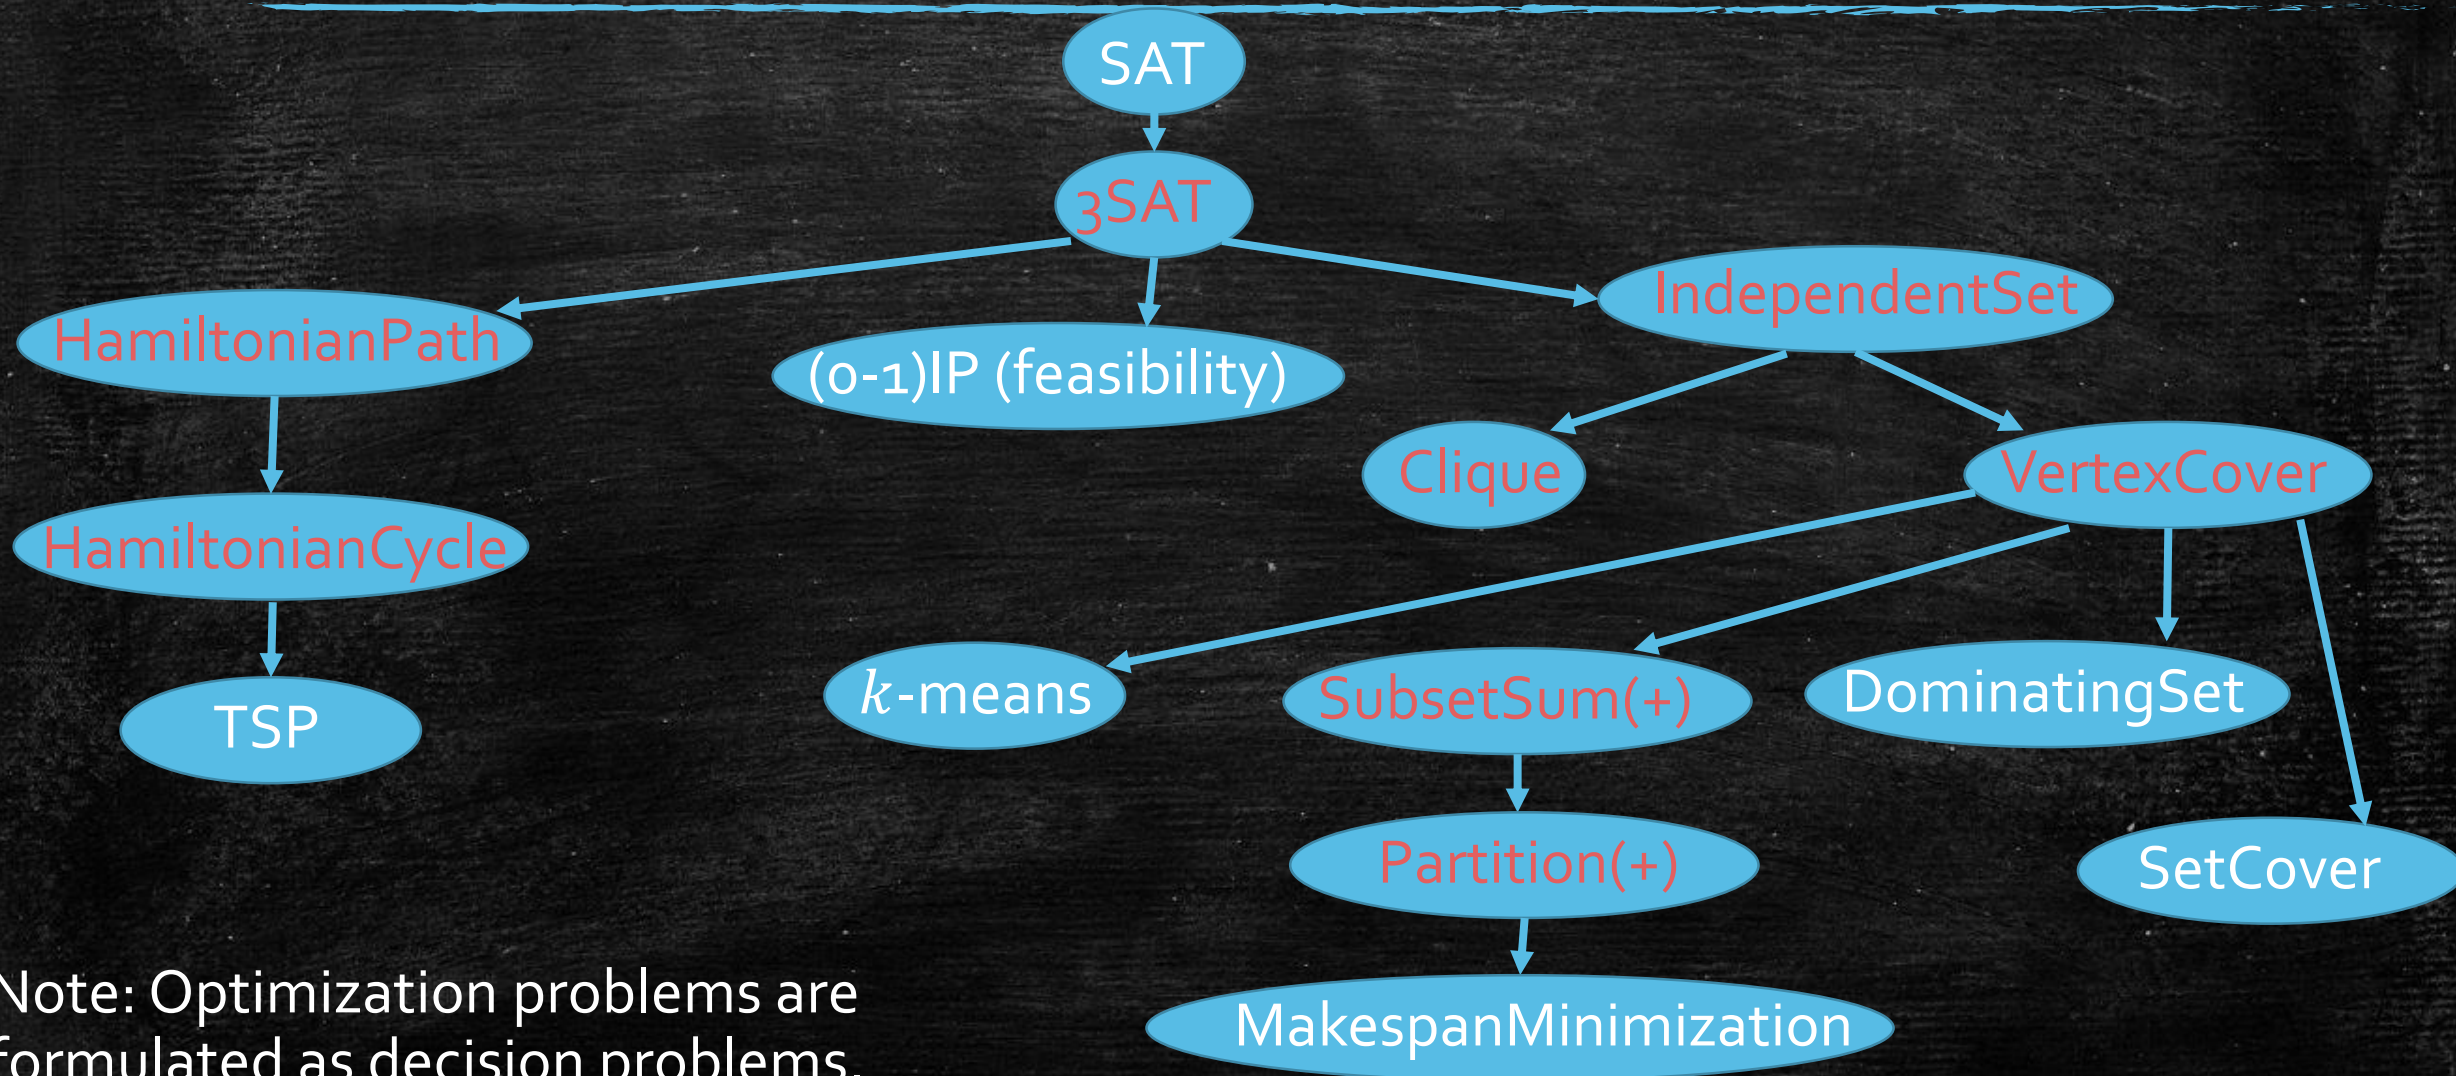 SAT
3SAT
IndependentSet
HamiltonianPath
(0-1)IP (feasibility)
Clique
VertexCover
HamiltonianCycle
k-means
SubsetSum(+)
DominatingSet
TSP
Partition(+)
SetCover
Note: Optimization problems are
formulated as decision problems.
MakespanMinimization